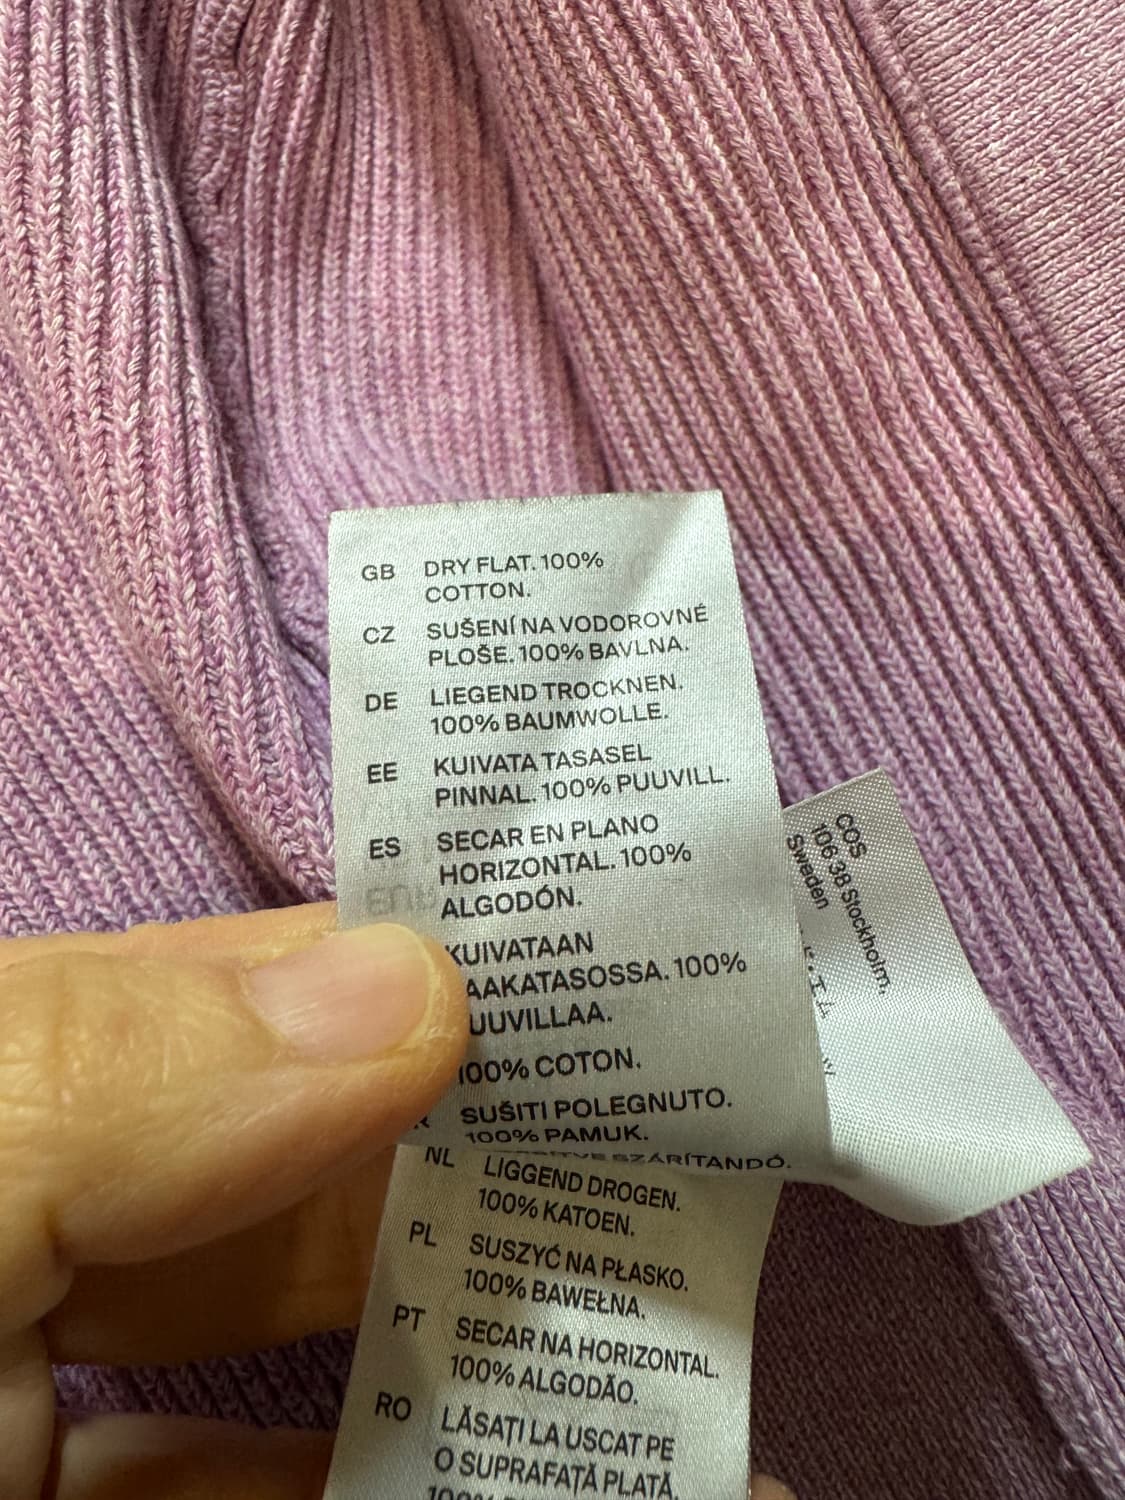 GB DRY FLAT. 100%
COTTON.
CZ SUŠENÍ NA VODOROVNÉ
PLOŠE. 100% BAVLNA.
DE LIEGEND TROCKNEN.
100% BAUMWOLLE.
EE KUIVATA TASASEL
PINNAL. 100% PUUVILL.
ES SECAR EN PLANO
HORIZONTAL. 100%
ALGODÓN.
KUIVATAAN
AAKATASOSSA. 100%
UUVILLAA.
100% COTON.
SUŠITI POLEGNUTO.
100% PAMUK.
SZÁRÍTANDÓ.
NL LIGGEND DROGEN.
100% KATOEN.
PL SUSZYĆ NA PŁASKO.
100% BAWEŁNA.
PT SECAR NA HORIZONTAL.
100% ALGODÃO.
RO LĂSAȚI LA USCAT PE
O SUPRAFAȚĂ PLATĂ.
COS
106 38 Stockholm.
Sweden